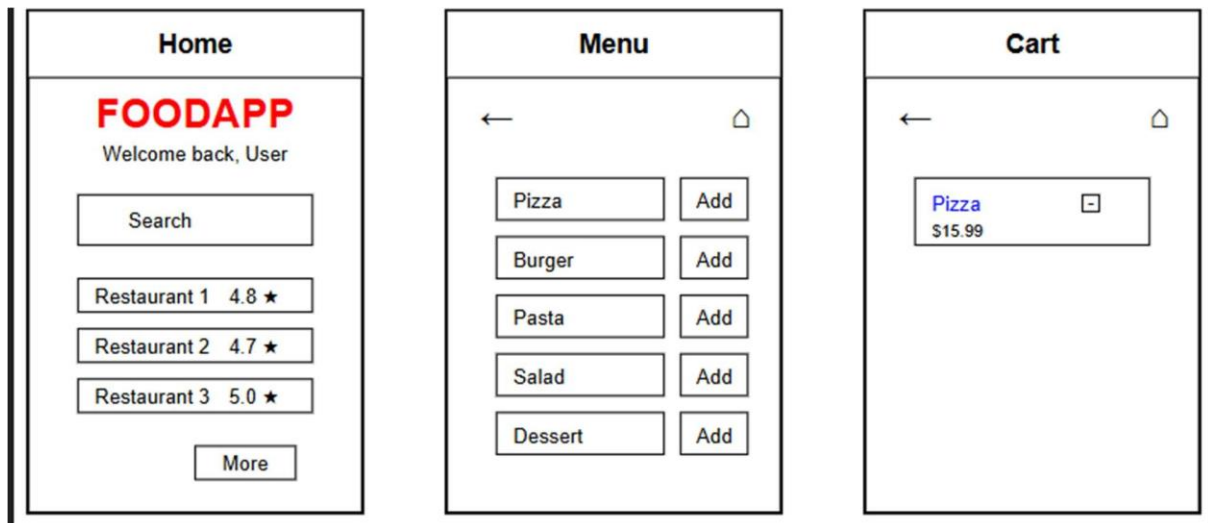 Home
FOODAPP
Welcome back, User
Search
Restaurant 1 4.8 ★
Restaurant 2 4.7 ★
Restaurant 3 5.0 ★
More
Menu
← ⌂
Pizza Add
Burger Add
Pasta Add
Salad Add
Dessert Add
Cart
← ⌂
Pizza -
$15.99